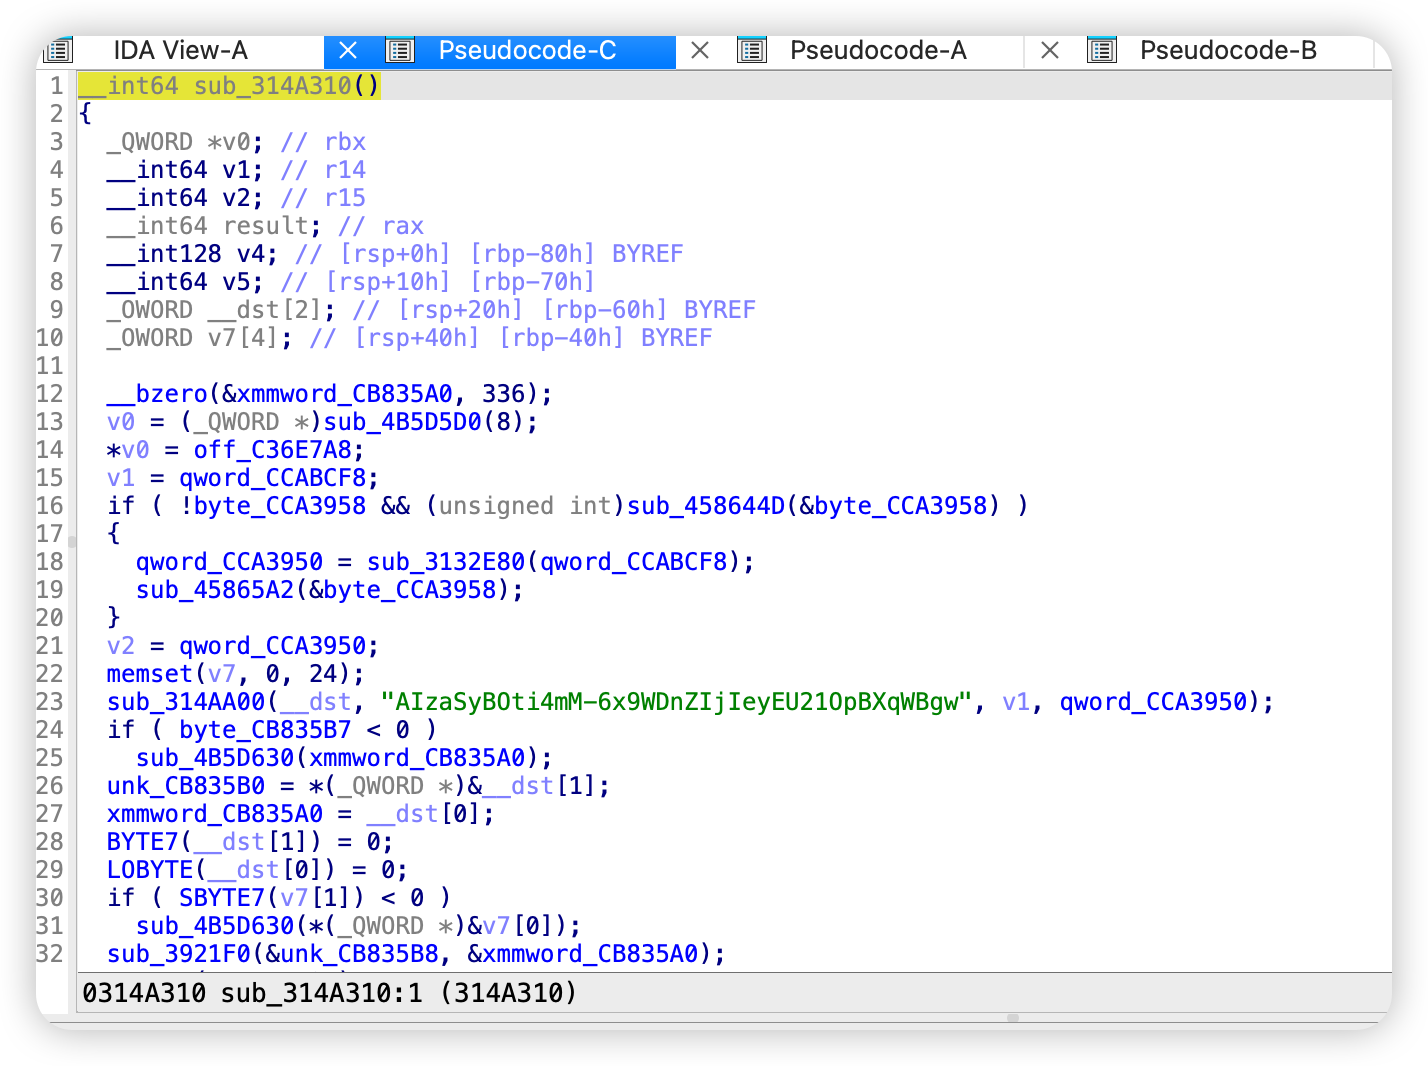 IDA View-A Pseudocode-C Pseudocode-A Pseudocode-B
1 __int64 sub_314A310()
2 {
3 _QWORD *v0; // rbx
4 __int64 v1; // r14
5 __int64 v2; // r15
6 __int64 result; // rax
7 __int128 v4; // [rsp+0h] [rbp-80h] BYREF
8 __int64 v5; // [rsp+10h] [rbp-70h]
9 _OWORD __dst[2]; // [rsp+20h] [rbp-60h] BYREF
10 _OWORD v7[4]; // [rsp+40h] [rbp-40h] BYREF
11
12 __bzero(&xmmword_CB835A0, 336);
13 v0 = (_QWORD *)sub_4B5D5D0(8);
14 *v0 = off_C36E7A8;
15 v1 = qword_CCABCF8;
16 if ( !byte_CCA3958 && (unsigned int)sub_458644D(&byte_CCA3958) )
17 {
18 qword_CCA3950 = sub_3132E80(qword_CCABCF8);
19 sub_45865A2(&byte_CCA3958);
20 }
21 v2 = qword_CCA3950;
22 memset(v7, 0, 24);
23 sub_314AA00(__dst, "AIzaSyBOti4mM-6x9WDnZIjIeyEU21OpBXqWBgw", v1, qword_CCA3950);
24 if ( byte_CB835B7 < 0 )
25 sub_4B5D630(xmmword_CB835A0);
26 unk_CB835B0 = *(_QWORD *)&__dst[1];
27 xmmword_CB835A0 = __dst[0];
28 BYTE7(__dst[1]) = 0;
29 LOBYTE(__dst[0]) = 0;
30 if ( SBYTE7(v7[1]) < 0 )
31 sub_4B5D630(*(_QWORD *)&v7[0]);
32 sub_3921F0(&unk_CB835B8, &xmmword_CB835A0);
0314A310 sub_314A310:1 (314A310)